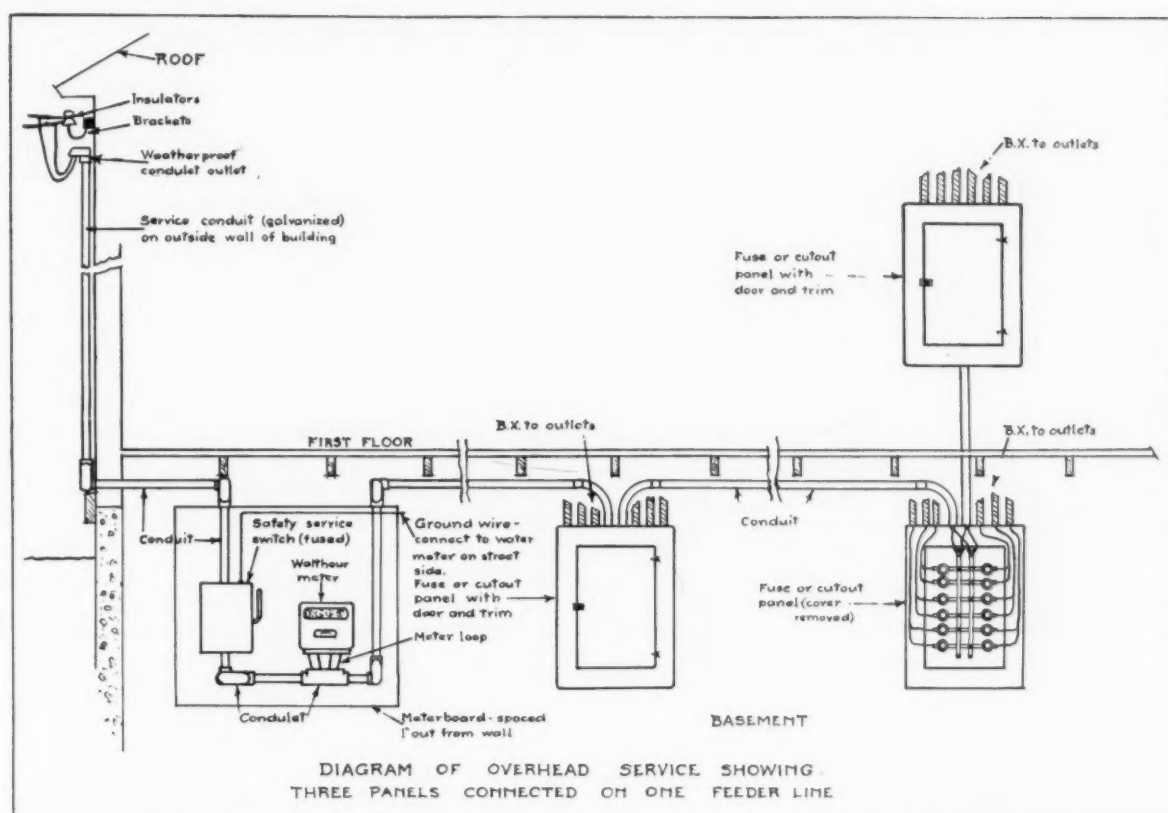 ROOF
Insulators
Brackets
Weatherproof
condulet outlet
Service conduit (galvanized)
on outside wall of building
B.X. to outlets
Fuse or cutout
panel with
door and trim
B.X. to outlets
B.X. to outlets
FIRST FLOOR
Conduit
Safety service
switch (fused)
Watthour
meter
Ground wire -
connect to water
meter on street
side.
Fuse or cutout
panel with
door and trim
Meter loop
Condulet
Meterboard - spaced
1" out from wall
Conduit
Fuse or cutout
panel (cover
removed)
BASEMENT
DIAGRAM OF OVERHEAD SERVICE SHOWING
THREE PANELS CONNECTED ON ONE FEEDER LINE